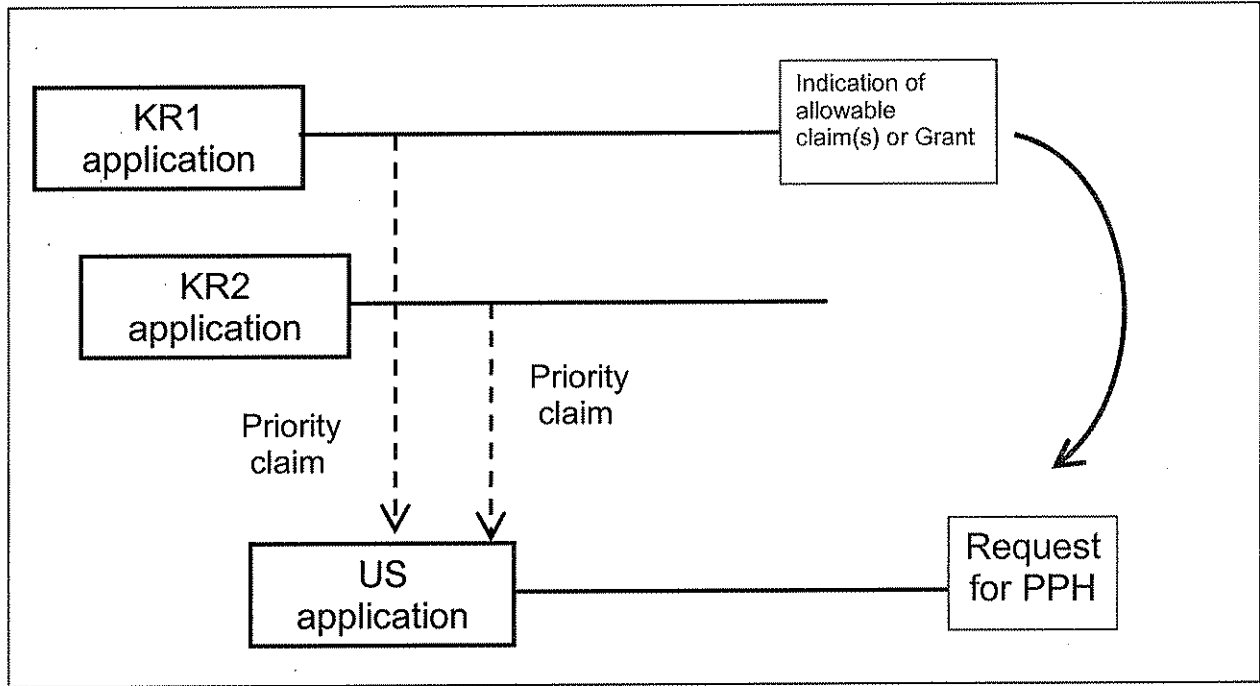 KR1
application
Indication of
allowable
claim(s) or Grant
KR2
application
Priority
claim
Priority
claim
US
application
Request
for PPH